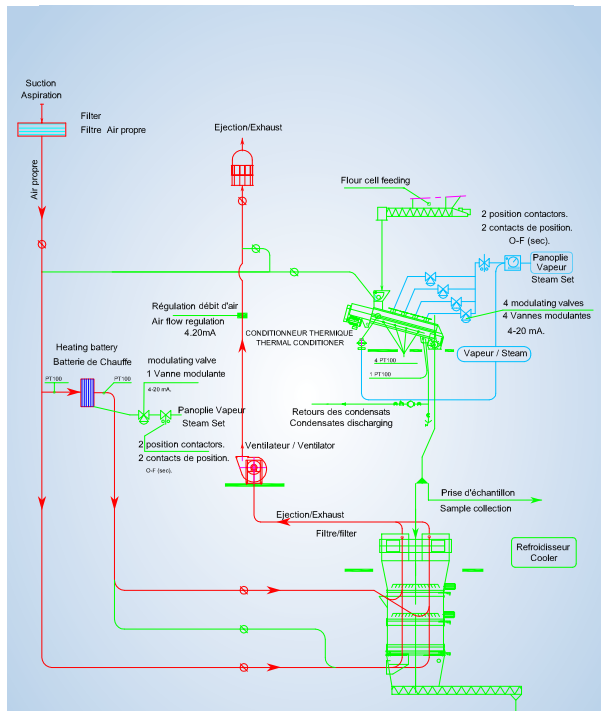 Suction
Aspiration
Filter
Filtre Air propre
Air propre
Ejection/Exhaust
Flour cell feeding
2 position contactors.
2 contacts de position.
O-F (sec).
Panoplie
Vapeur
Steam Set
Régulation débit d'air
Air flow regulation
4.20mA
CONDITIONNEUR THERMIQUE
THERMAL CONDITIONER
4 modulating valves
4 Vannes modulantes
4-20 mA.
Vapeur / Steam
4 PT100
1 PT100
Heating battery
Batterie de Chauffe
PT100
PT100
modulating valve
1 Vanne modulante
4-20 mA.
Panoplie Vapeur
Steam Set
2 position contactors.
2 contacts de position.
O-F (sec).
Retours des condensats
Condensates discharging
Ventilateur / Ventilator
Prise d'échantillon
Sample collection
Ejection/Exhaust
Filtre/filter
Refroidisseur
Cooler